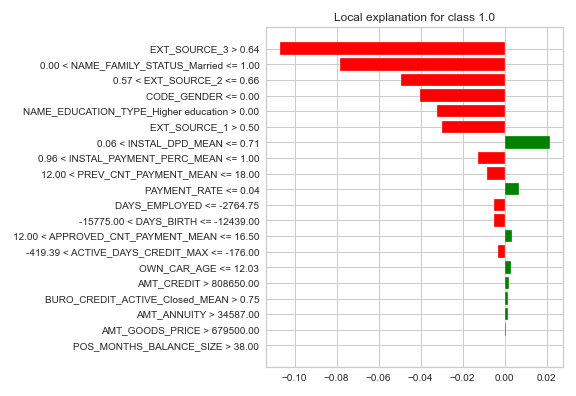 Local explanation for class 1.0
EXT_SOURCE_3 > 0.64
0.00 < NAME_FAMILY_STATUS_Married <= 1.00
0.57 < EXT_SOURCE_2 <= 0.66
CODE_GENDER <= 0.00
NAME_EDUCATION_TYPE_Higher education > 0.00
EXT_SOURCE_1 > 0.50
0.06 < INSTAL_DPD_MEAN <= 0.71
0.96 < INSTAL_PAYMENT_PERC_MEAN <= 1.00
12.00 < PREV_CNT_PAYMENT_MEAN <= 18.00
PAYMENT_RATE <= 0.04
DAYS_EMPLOYED <= -2764.75
-15775.00 < DAYS_BIRTH <= -12439.00
12.00 < APPROVED_CNT_PAYMENT_MEAN <= 16.50
-419.39 < ACTIVE_DAYS_CREDIT_MAX <= -176.00
OWN_CAR_AGE <= 12.03
AMT_CREDIT > 808650.00
BURO_CREDIT_ACTIVE_Closed_MEAN > 0.75
AMT_ANNUITY > 34587.00
AMT_GOODS_PRICE > 679500.00
POS_MONTHS_BALANCE_SIZE > 38.00
−0.10 −0.08 −0.06 −0.04 −0.02 0.00 0.02